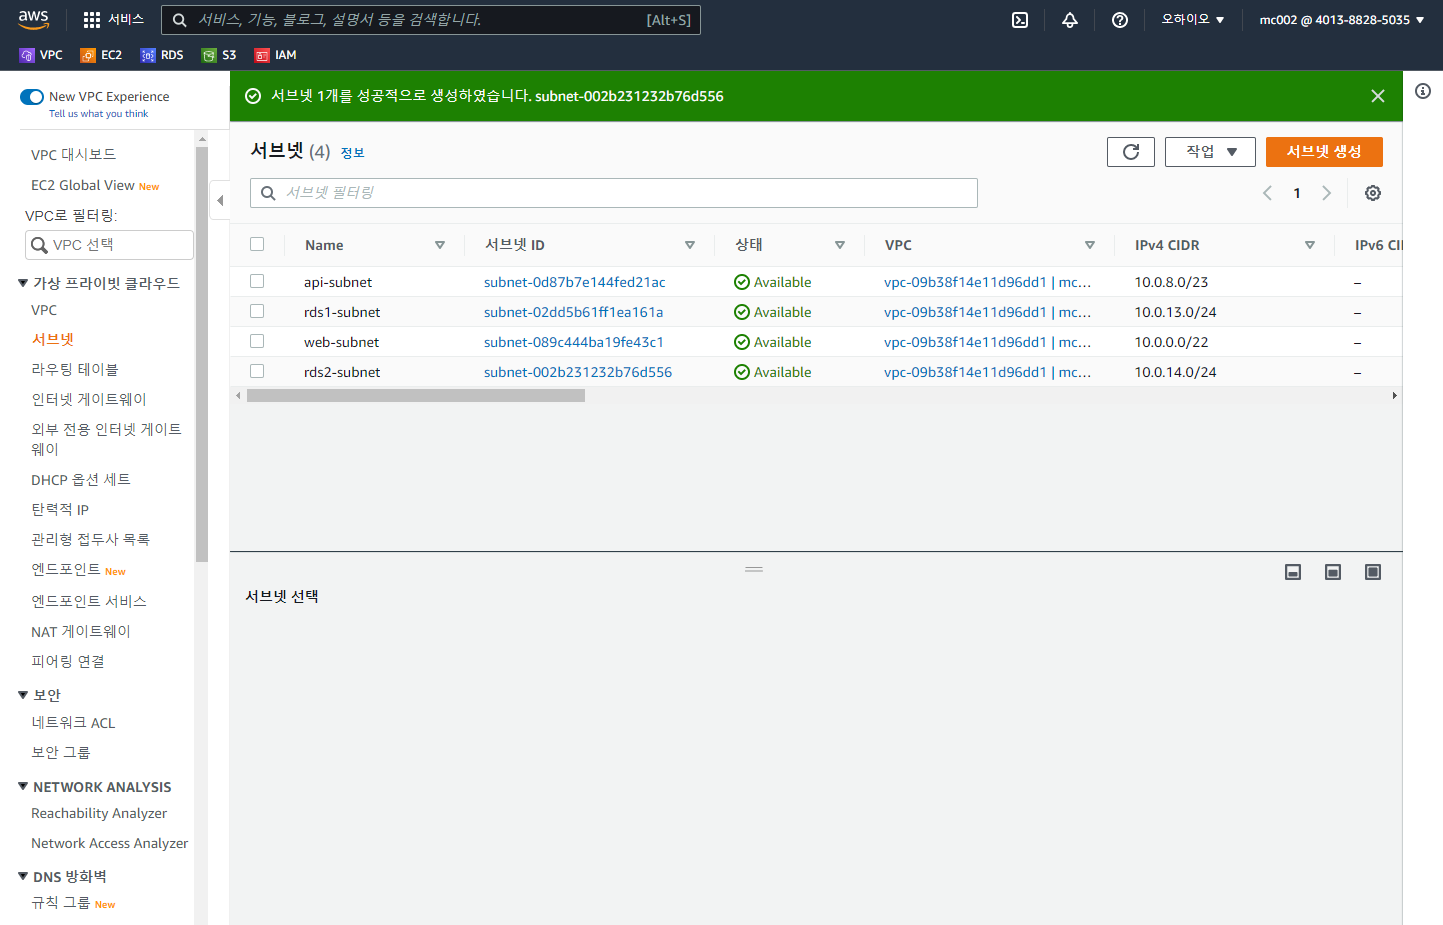 aws 서비스 서비스, 기능, 블로그, 설명서 등을 검색합니다. [Alt+S] 오하이오 ▼ mc002 @ 4013-8828-5035 ▼
VPC EC2 RDS S3 IAM
New VPC Experience
Tell us what you think
VPC 대시보드
EC2 Global View New
VPC로 필터링:
VPC 선택
가상 프라이빗 클라우드
VPC
서브넷
라우팅 테이블
인터넷 게이트웨이
외부 전용 인터넷 게이트
웨이
DHCP 옵션 세트
탄력적 IP
관리형 접두사 목록
엔드포인트 New
엔드포인트 서비스
NAT 게이트웨이
피어링 연결
보안
네트워크 ACL
보안 그룹
NETWORK ANALYSIS
Reachability Analyzer
Network Access Analyzer
DNS 방화벽
규칙 그룹 New
서브넷 1개를 성공적으로 생성하였습니다. subnet-002b231232b76d556
서브넷 (4) 정보 작업 ▼ 서브넷 생성
서브넷 필터링 1
Name 서브넷 ID 상태 VPC IPv4 CIDR IPv6 CI
api-subnet subnet-0d87b7e144fed21ac Available vpc-09b38f14e11d96dd1 | mc... 10.0.8.0/23 –
rds1-subnet subnet-02dd5b61ff1ea161a Available vpc-09b38f14e11d96dd1 | mc... 10.0.13.0/24 –
web-subnet subnet-089c444ba19fe43c1 Available vpc-09b38f14e11d96dd1 | mc... 10.0.0.0/22 –
rds2-subnet subnet-002b231232b76d556 Available vpc-09b38f14e11d96dd1 | mc... 10.0.14.0/24 –
서브넷 선택